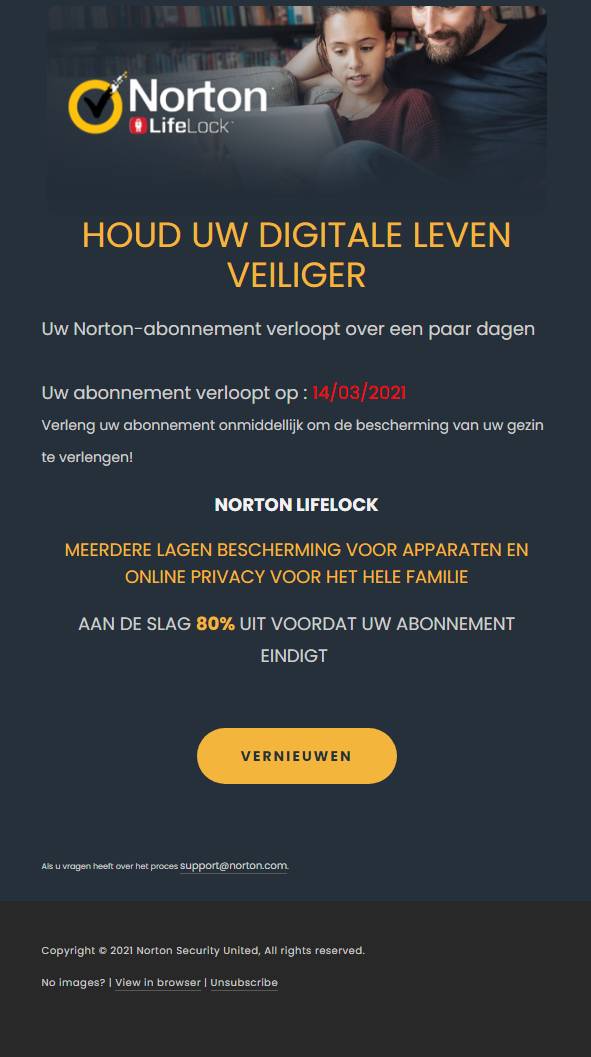 Norton
LifeLock
HOUD UW DIGITALE LEVEN
VEILIGER
Uw Norton-abonnement verloopt over een paar dagen
Uw abonnement verloopt op : 14/03/2021
Verleng uw abonnement onmiddellijk om de bescherming van uw gezin
te verlengen!
NORTON LIFELOCK
MEERDERE LAGEN BESCHERMING VOOR APPARATEN EN
ONLINE PRIVACY VOOR HET HELE FAMILIE
AAN DE SLAG 80% UIT VOORDAT UW ABONNEMENT
EINDIGT
VERNIEUWEN
Als u vragen heeft over het proces support@norton.com.
Copyright © 2021 Norton Security United, All rights reserved.
No images? | View in browser | Unsubscribe